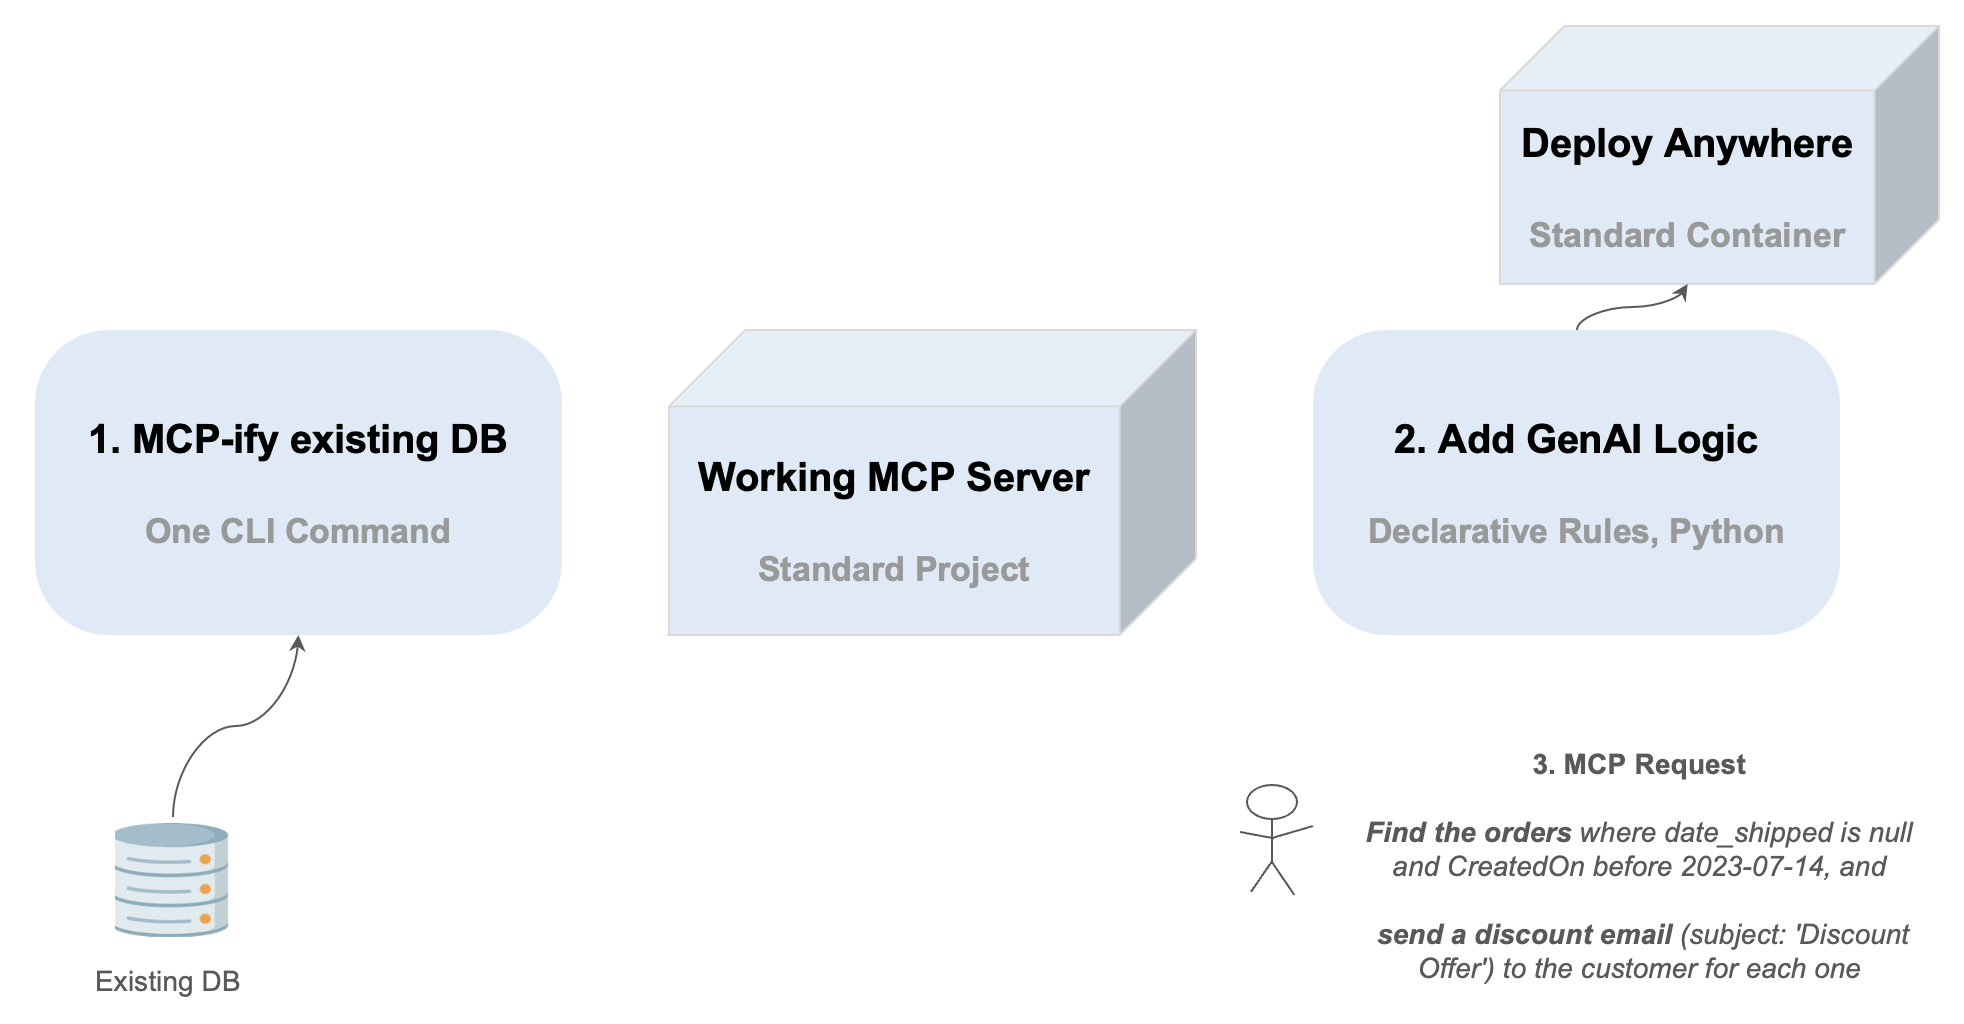 Deploy Anywhere
Standard Container
1. MCP-ify existing DB
One CLI Command
Working MCP Server
Standard Project
2. Add GenAI Logic
Declarative Rules, Python
Existing DB
3. MCP Request
Find the orders where date_shipped is null
and CreatedOn before 2023-07-14, and
send a discount email (subject: 'Discount
Offer') to the customer for each one